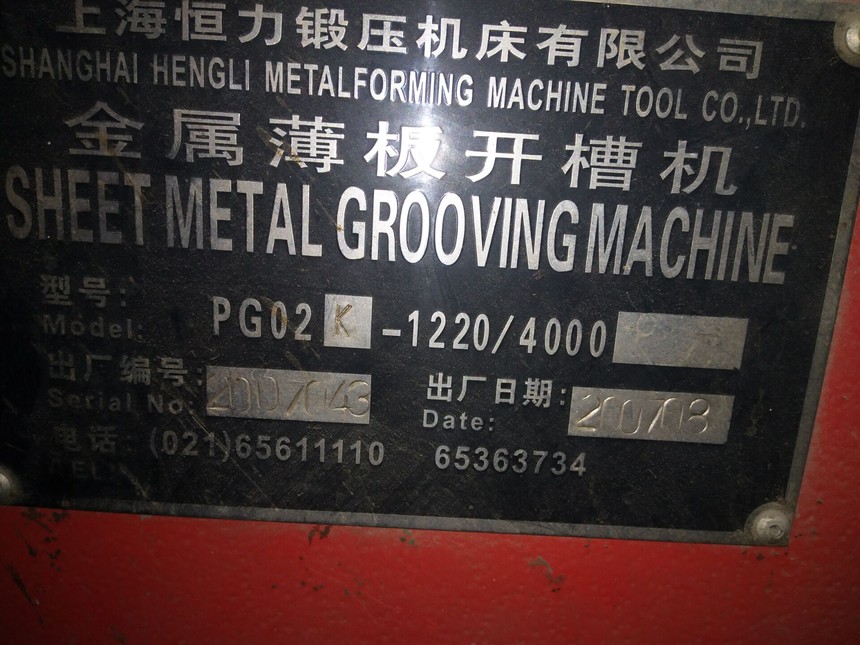 上海恒力锻压机床有限公司
SHANGHAI HENGLI METALFORMING MACHINE TOOL CO.,LTD.
金属薄板开槽机
SHEET METAL GROOVING MACHINE
型号: PG02 K -1220/4000
Model:
出厂编号: 2007043 出厂日期: 200708
Serial No: Date:
电话: (021)65611110 65363734
TEL: